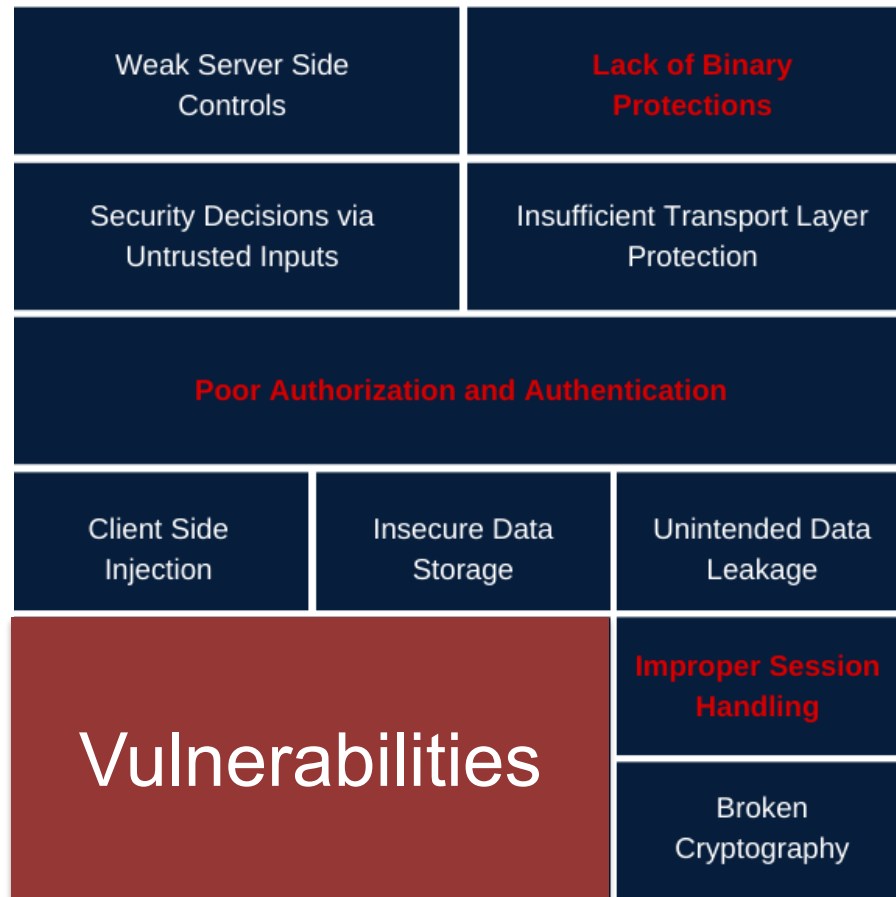 Weak Server Side
Controls
Lack of Binary
Protections
Security Decisions via
Untrusted Inputs
Insufficient Transport Layer
Protection
Poor Authorization and Authentication
Client Side
Injection
Insecure Data
Storage
Unintended Data
Leakage
Vulnerabilities
Improper Session
Handling
Broken
Cryptography